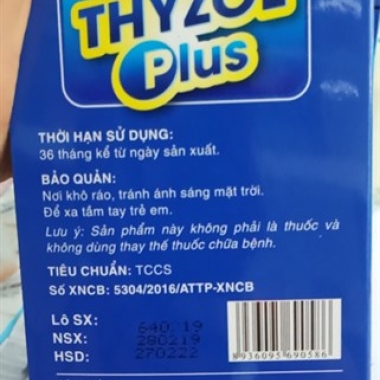 THYZOL
Plus
THỜI HẠN SỬ DỤNG:
36 tháng kể từ ngày sản xuất.
BẢO QUẢN:
Nơi khô ráo, tránh ánh sáng mặt trời.
Để xa tầm tay trẻ em.
Lưu ý: Sản phẩm này không phải là thuốc và
không dùng thay thế thuốc chữa bệnh.
TIÊU CHUẨN: TCCS
Số XNCB: 5304/2016/ATTP-XNCB
Lô SX: 640219
NSX: 280219
HSD: 270222
8936095690586